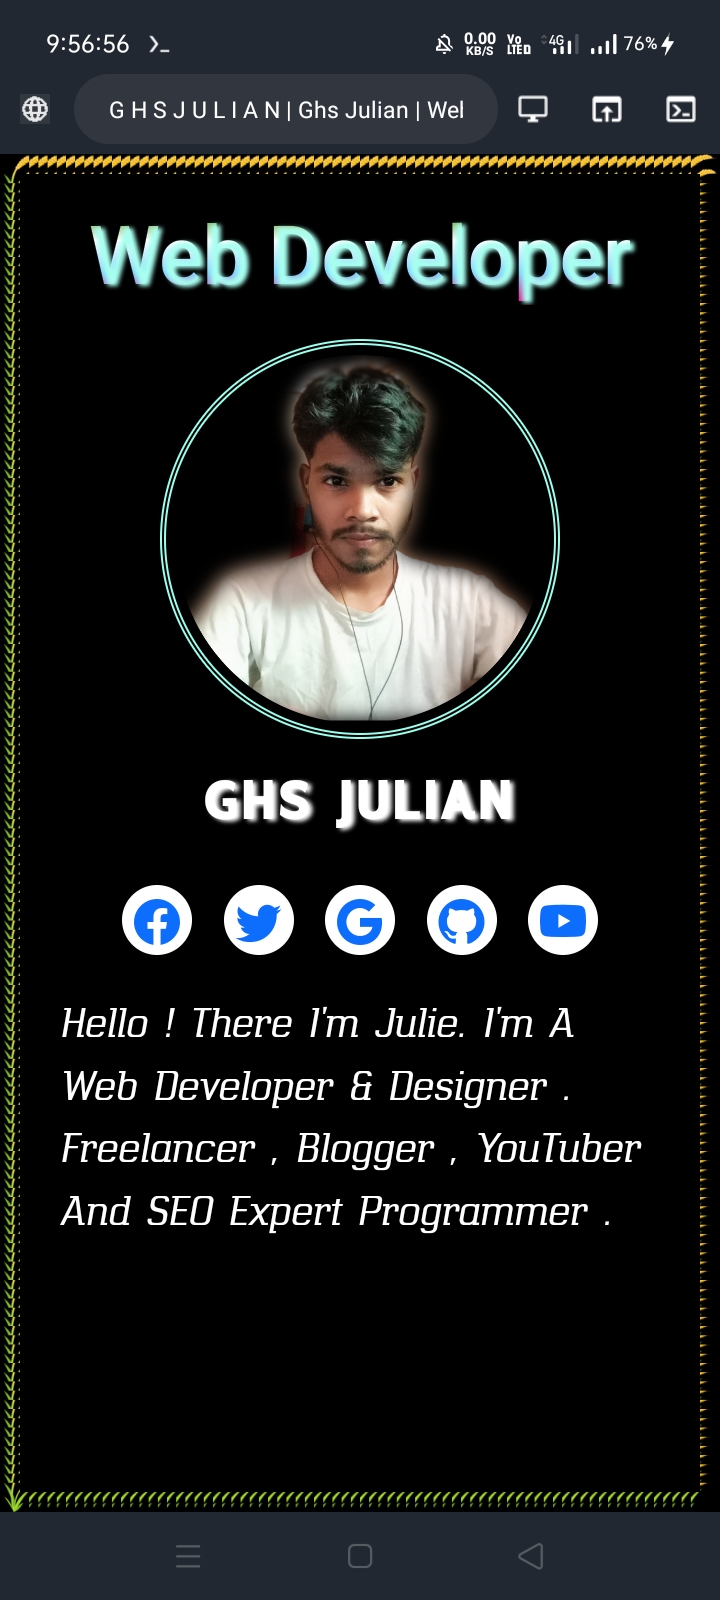 9:56:56
0.00 KB/S Vo LTED 4G 76%
G H S J U L I A N | Ghs Julian | Wel
Web Developer
GHS JULIAN
Hello ! There I'm Julie. I'm A
Web Developer & Designer .
Freelancer , Blogger , YouTuber
And SEO Expert Programmer .